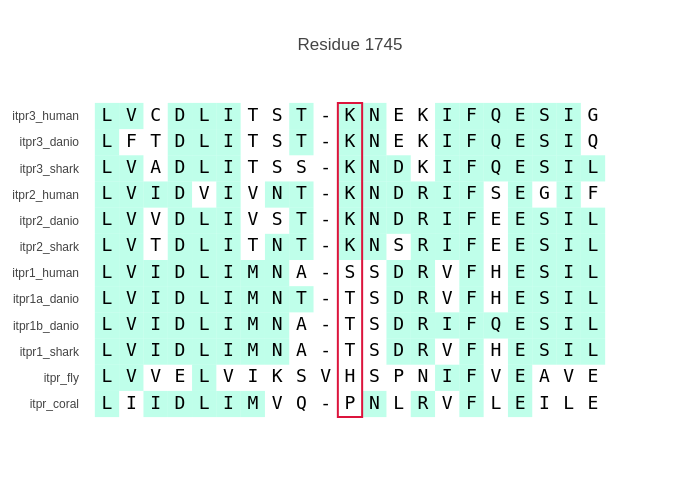 Residue 1745
itpr3_human L V C D L I T S T - K N E K I F Q E S I G
itpr3_danio L F T D L I T S T - K N E K I F Q E S I Q
itpr3_shark L V A D L I T S S - K N D K I F Q E S I L
itpr2_human L V I D V I V N T - K N D R I F S E G I F
itpr2_danio L V V D L I V S T - K N D R I F E E S I L
itpr2_shark L V T D L I T N T - K N S R I F E E S I L
itpr1_human L V I D L I M N A - S S D R V F H E S I L
itpr1a_danio L V I D L I M N T - T S D R V F H E S I L
itpr1b_danio L V I D L I M N A - T S D R I F Q E S I L
itpr1_shark L V I D L I M N A - T S D R V F H E S I L
itpr_fly L V V E L V I K S V H S P N I F V E A V E
itpr_coral L I I D L I M V Q - P N L R V F L E I L E